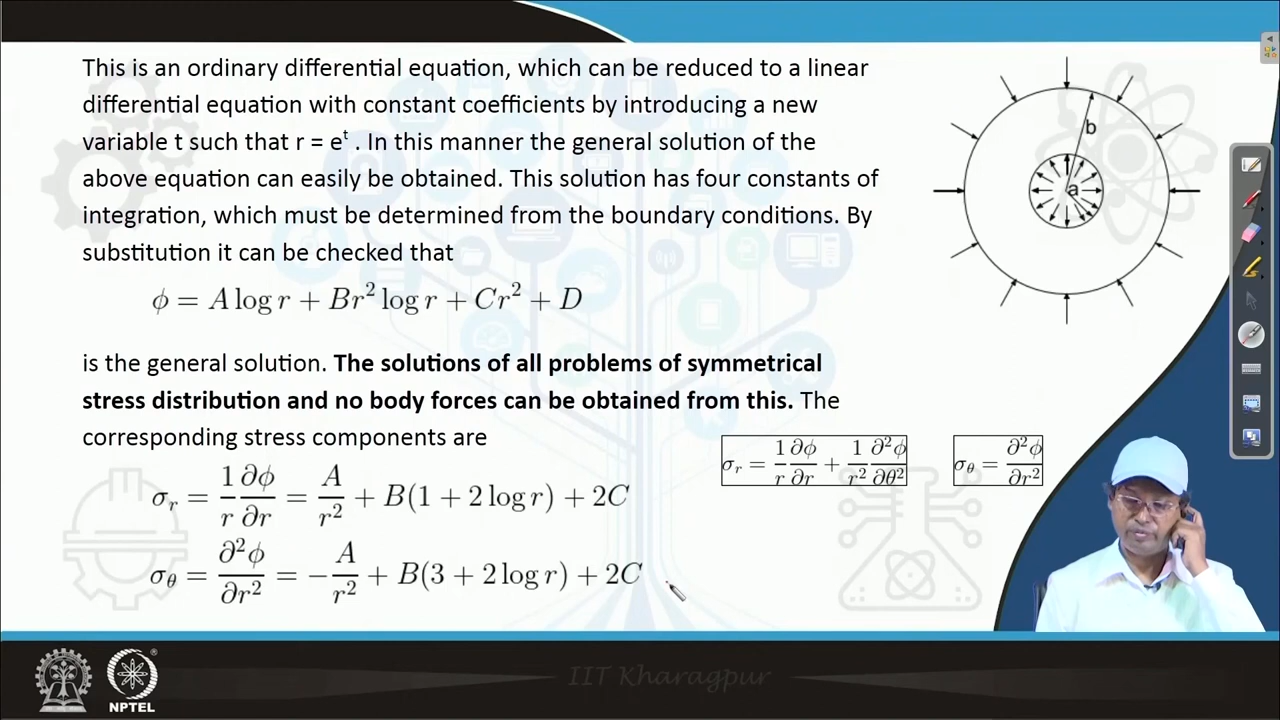 This is an ordinary differential equation, which can be reduced to a linear
differential equation with constant coefficients by introducing a new
variable t such that r = eᵗ . In this manner the general solution of the
above equation can easily be obtained. This solution has four constants of
integration, which must be determined from the boundary conditions. By
substitution it can be checked that
ϕ = A log r + Br² log r + Cr² + D
is the general solution. The solutions of all problems of symmetrical
stress distribution and no body forces can be obtained from this. The
corresponding stress components are
σᵣ = 1/r ∂ϕ/∂r = A/r² + B(1 + 2 log r) + 2C
σ_θ = ∂²ϕ/∂r² = −A/r² + B(3 + 2 log r) + 2C
b
a
σᵣ = 1/r ∂ϕ/∂r + 1/r² ∂²ϕ/∂θ²
σ_θ = ∂²ϕ/∂r²
NPTEL
IIT Kharagpur